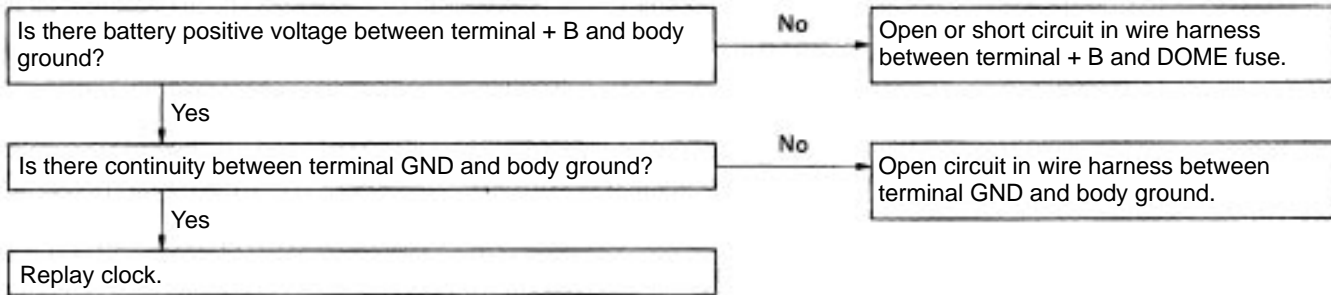 Is there battery positive voltage between terminal + B and body
ground?
No
Open or short circuit in wire harness
between terminal + B and DOME fuse.
Yes
Is there continuity between terminal GND and body ground?
No
Open circuit in wire harness between
terminal GND and body ground.
Yes
Replay clock.